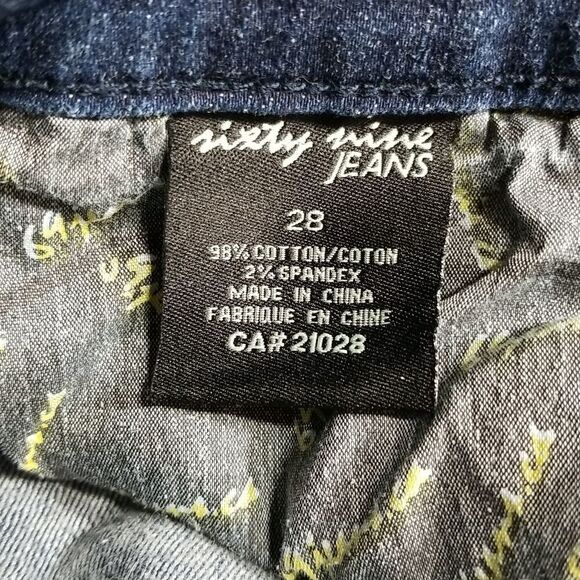 sixty nine
JEANS
28
98% COTTON/COTON
2% SPANDEX
MADE IN CHINA
FABRIQUE EN CHINE
CA# 21028